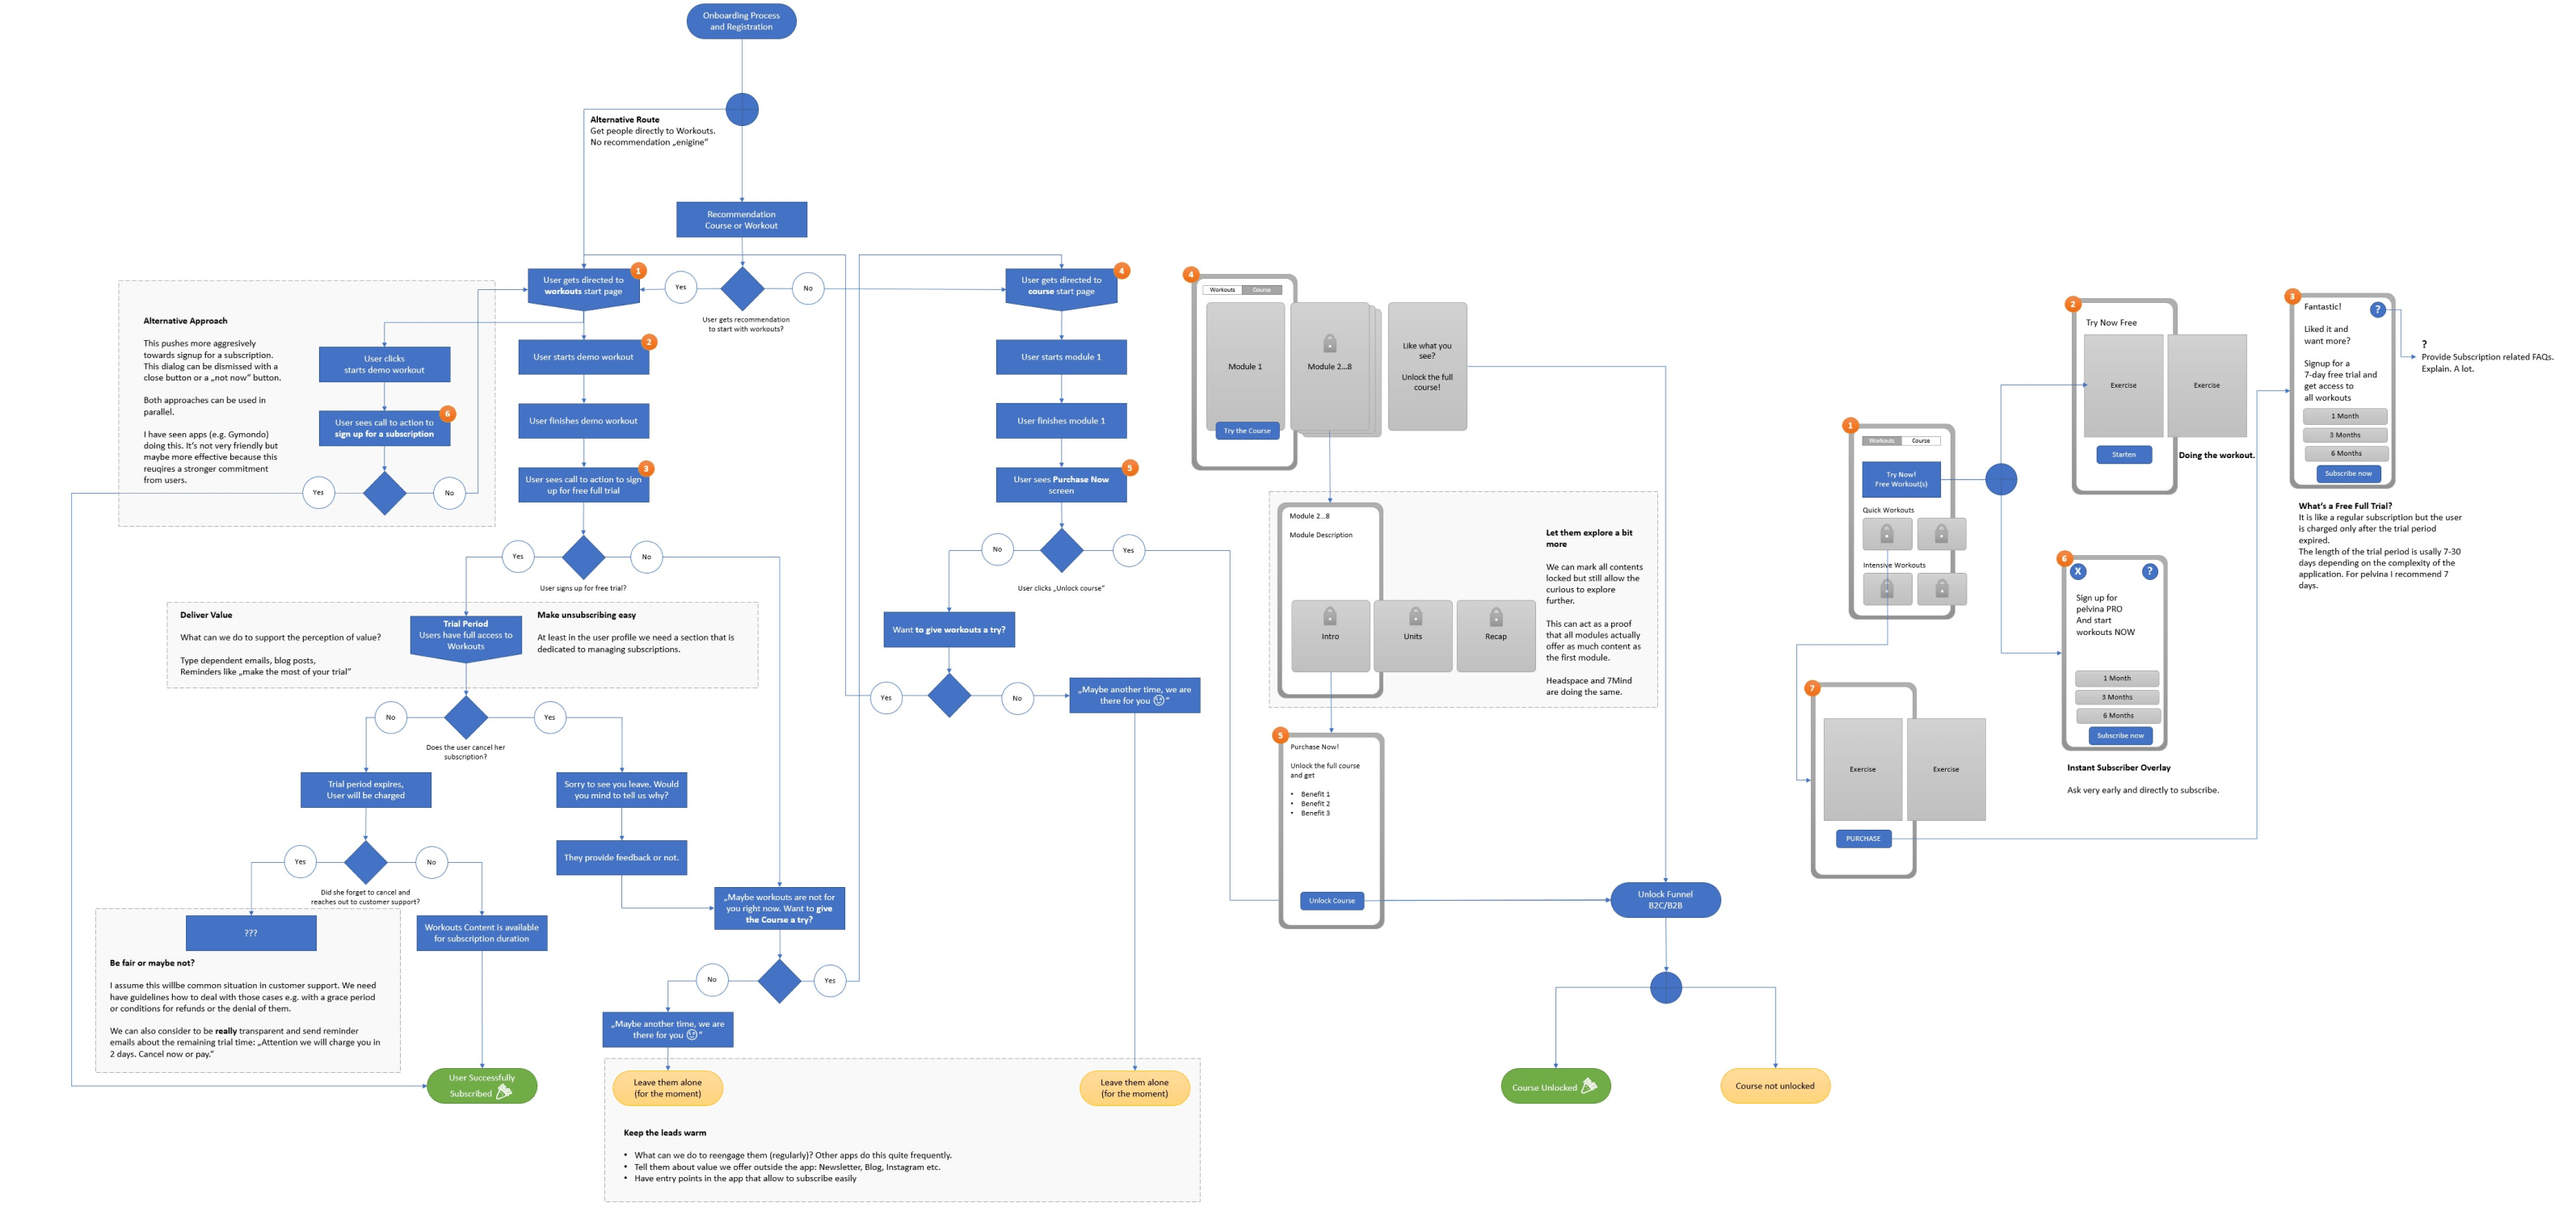 Onboarding Process
and Registration
Alternative Route
Get people directly to Workouts.
No recommendation „enigine“
Recommendation
Course or Workout
User gets directed to
workouts start page
1
Yes
No
User gets recommendation
to start with workouts?
User gets directed to
course start page
4
Alternative Approach
This pushes more aggresively
towards signup for a subscription.
This dialog can be dismissed with a
close button or a „not now“ button.
Both approaches can be used in
parallel.
I have seen apps (e.g. Gymondo)
doing this. It's not very friendly but
maybe more effective because this
reuqires a stronger commitment
from users.
User clicks
starts demo workout
User sees call to action to
sign up for a subscription
6
Yes
No
User starts demo workout
2
User finishes demo workout
User sees call to action to sign
up for free full trial
3
Yes
No
User signs up for free trial?
User starts module 1
User finishes module 1
User sees Purchase Now
screen
5
No
Yes
User clicks „Unlock course“
Want to give workouts a try?
Yes
No
„Maybe another time, we are
there for you “
Deliver Value
What can we do to support the perception of value?
Type dependent emails, blog posts,
Reminders like „make the most of your trial“
Trial Period
Users have full access to
Workouts
Make unsubscribing easy
At least in the user profile we need a section that is
dedicated to managing subscriptions.
No
Yes
Does the user cancel her
subscription?
Trial period expires,
User will be charged
Sorry to see you leave. Would
you mind to tell us why?
They provide feedback or not.
Yes
No
Did she forget to cancel and
reaches out to customer support?
???
Workouts Content is available
for subscription duration
„Maybe workouts are not for
you right now. Want to give
the Course a try?
Be fair or maybe not?
I assume this willbe common situation in customer support. We need
have guidelines how to deal with those cases e.g. with a grace period
or conditions for refunds or the denial of them.
We can also consider to be really transparent and send reminder
emails about the remaining trial time: „Attention we will charge you in
2 days. Cancel now or pay.“
No
Yes
„Maybe another time, we are
there for you “
User Successfully
Subscribed
Leave them alone
(for the moment)
Leave them alone
(for the moment)
Keep the leads warm
• What can we do to reengage them (regularly)? Other apps do this quite frequently.
• Tell them about value we offer outside the app: Newsletter, Blog, Instagram etc.
• Have entry points in the app that allow to subscribe easily
4
Workouts
Course
Module 1
Try the Course
Module 2...8
Like what you
see?
Unlock the full
course!
Module 2...8
Module Description
Intro
Units
Recap
Let them explore a bit
more
We can mark all contents
locked but still allow the
curious to explore
further.
This can act as a proof
that all modules actually
offer as much content as
the first module.
Headspace and 7Mind
are doing the same.
5
Purchase Now!
Unlock the full course
and get
• Benefit 1
• Benefit 2
• Benefit 3
Unlock Course
Unlock Funnel
B2C/B2B
Course Unlocked
Course not unlocked
1
Workouts
Course
Try Now!
Free Workout(s)
Quick Workouts
Intensive Workouts
7
Exercise
Exercise
PURCHASE
2
Try Now Free
Exercise
Exercise
Starten
Doing the workout.
6
X
?
Sign up for
pelvina PRO
And start
workouts NOW
1 Month
3 Months
6 Months
Subscribe now
Instant Subscriber Overlay
Ask very early and directly to subscribe.
3
Fantastic!
?
Liked it and
want more?
Signup for a
7-day free trial and
get access to
all workouts
1 Month
3 Months
6 Months
Subscribe now
?
Provide Subscription related FAQs.
Explain. A lot.
What's a Free Full Trial?
It is like a regular subscription but the user
is charged only after the trial period
expired.
The length of the trial period is usally 7-30
days depending on the complexity of the
application. For pelvina I recommend 7
days.